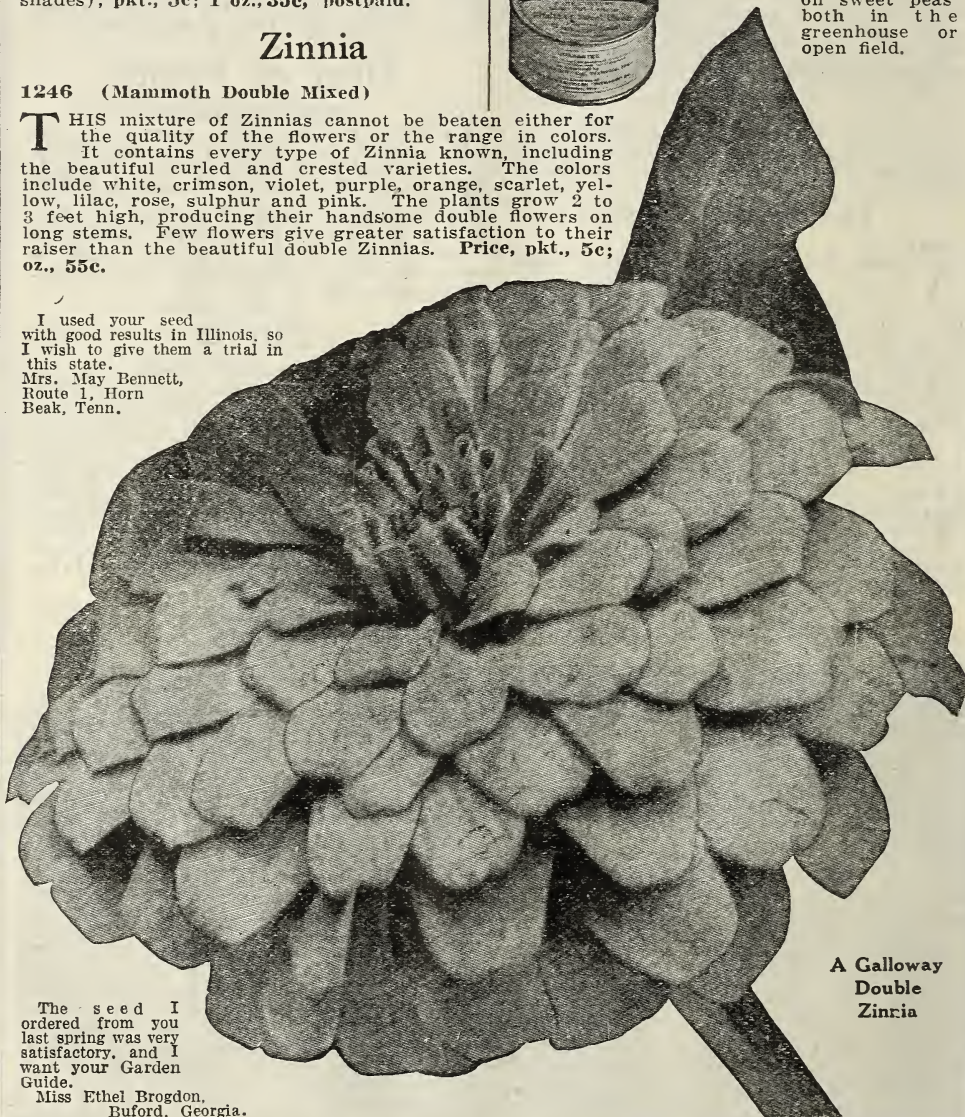 shades), pkt., 5c; 1 oz., 35c, postpaid.
Zinnia
1246 (Mammoth Double Mixed)
THIS mixture of Zinnias cannot be beaten either for
the quality of the flowers or the range in colors.
It contains every type of Zinnia known, including
the beautiful curled and crested varieties. The colors
include white, crimson, violet, purple, orange, scarlet, yel-
low, lilac, rose, sulphur and pink. The plants grow 2 to
3 feet high, producing their handsome double flowers on
long stems. Few flowers give greater satisfaction to their
raiser than the beautiful double Zinnias. Price, pkt., 5c;
oz., 55c.
on sweet peas
both in the
greenhouse or
open field.
I used your seed
with good results in Illinois, so
I wish to give them a trial in
this state.
Mrs. May Bennett,
Route 1, Horn
Beak, Tenn.
The seed I
ordered from you
last spring was very
satisfactory, and I
want your Garden
Guide.
Miss Ethel Brogdon,
Buford, Georgia.
A Galloway
Double
Zinnia